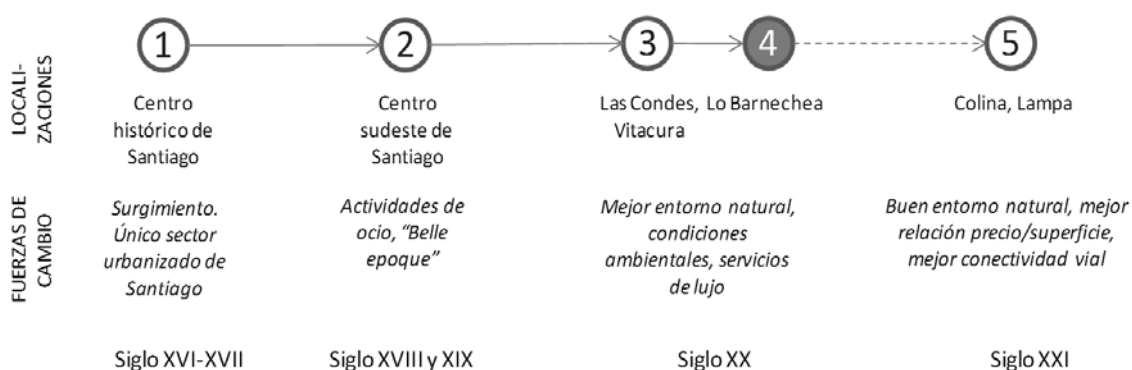 1
2
3
4
5
LOCALI-
ZACIONES
Centro
histórico de
Santiago
Centro
sudeste de
Santiago
Las Condes,
Vitacura
Lo Barnechea
Colina, Lampa
FUERZAS DE
CAMBIO
Surgimiento.
Único sector
urbanizado de
Santiago
Actividades de
ocio, “Belle
epoque”
Mejor entorno natural,
condiciones
ambientales, servicios
de lujo
Buen entorno natural, mejor
relación precio/superficie,
mejor conectividad vial
Siglo XVI-XVII
Siglo XVIII y XIX
Siglo XX
Siglo XXI